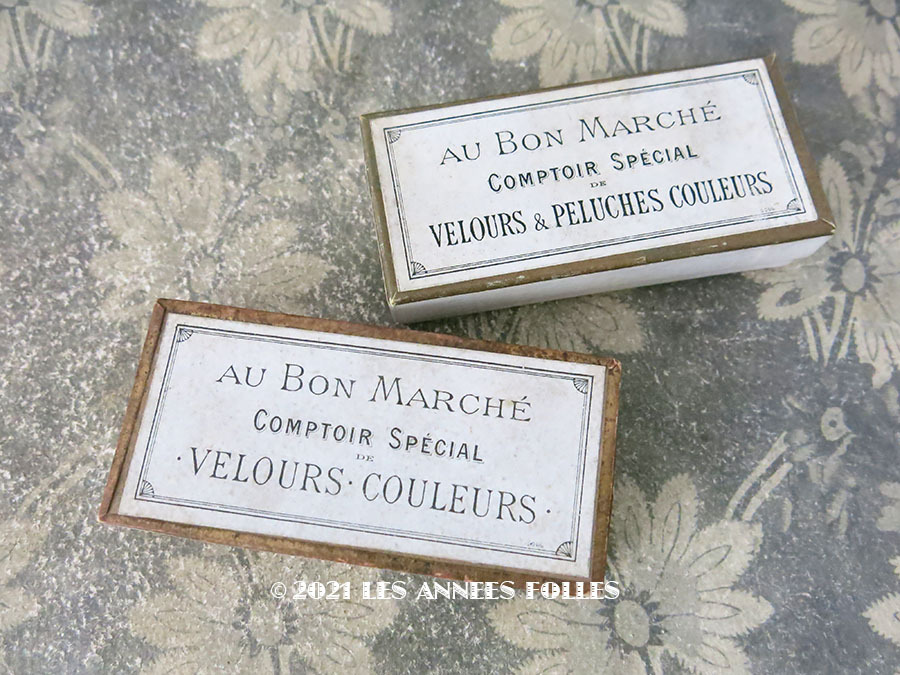 AU BON MARCHÉ
COMPTOIR SPÉCIAL
DE
VELOURS & PELUCHES COULEURS
AU BON MARCHÉ
COMPTOIR SPÉCIAL
DE
·VELOURS·COULEURS·
© 2021 LES ANNEES FOLLES